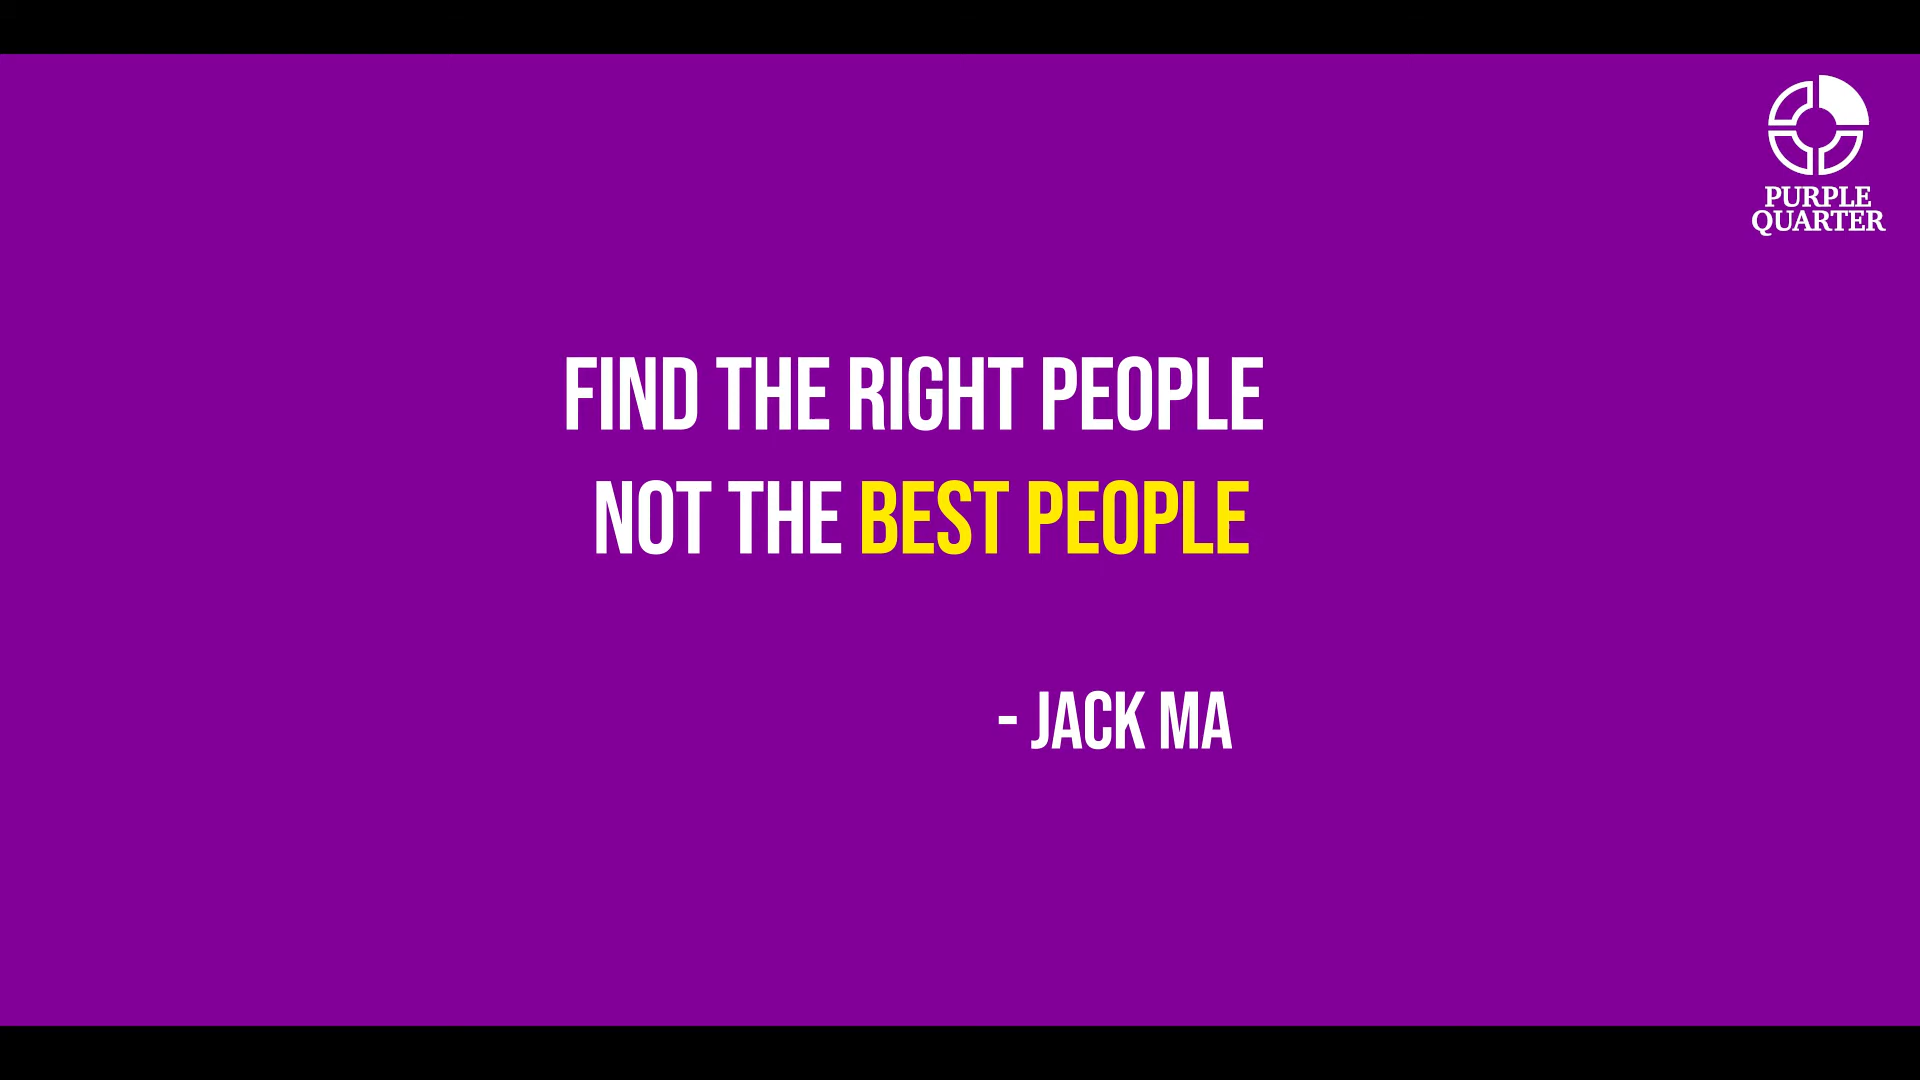 PURPLE
QUARTER
FIND THE RIGHT PEOPLE
NOT THE BEST PEOPLE
- JACK MA